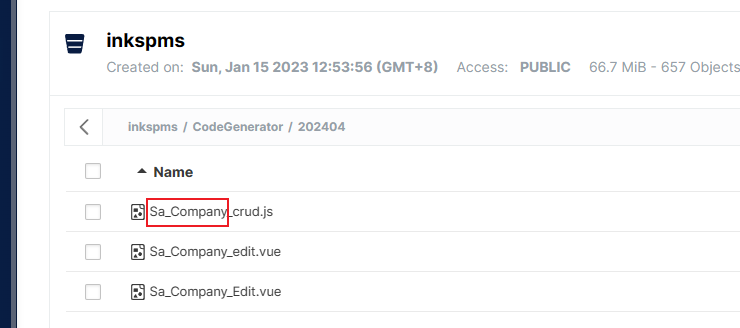 inkspms
Created on: Sun, Jan 15 2023 12:53:56 (GMT+8) Access: PUBLIC 66.7 MiB - 657 Objects
inkspms / CodeGenerator / 202404
Name
Sa_Company_crud.js
Sa_Company_edit.vue
Sa_Company_Edit.vue